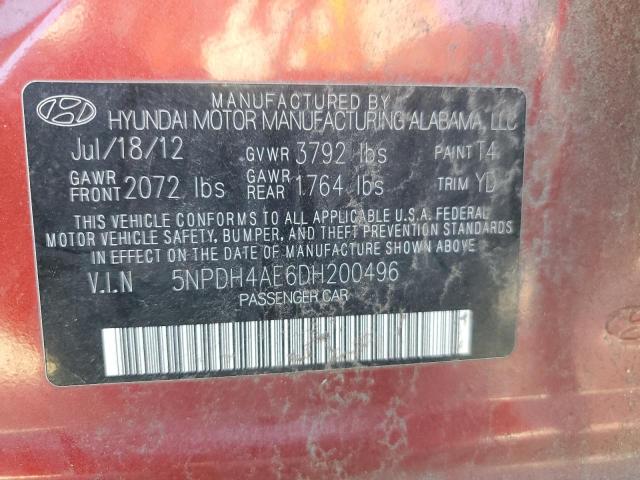 MANUFACTURED BY
HYUNDAI MOTOR MANUFACTURING ALABAMA, LLC
Jul/18/12 GVWR 3792 lbs PAINT T4
GAWR FRONT 2072 lbs GAWR REAR 1764 lbs TRIM YD
THIS VEHICLE CONFORMS TO ALL APPLICABLE U.S.A. FEDERAL
MOTOR VEHICLE SAFETY, BUMPER, AND THEFT PREVENTION
STANDARDS IN EFFECT ON THE DATE OF MANUFACTURE SHOWN ABOVE.
V.I.N 5NPDH4AE6DH200496
PASSENGER CAR